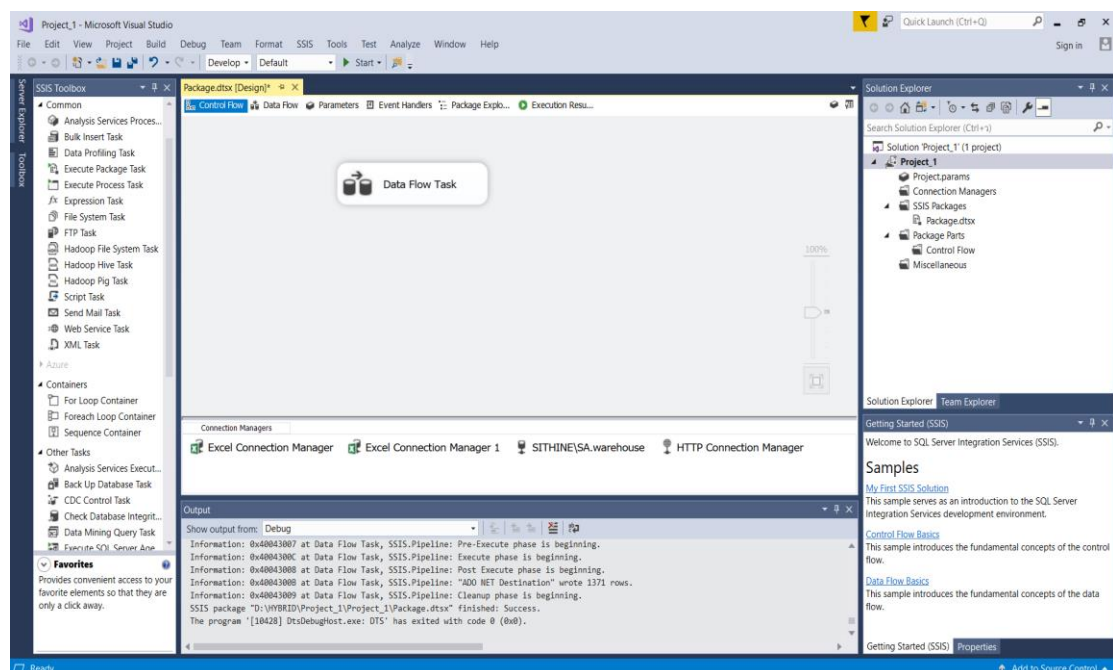 Project_1 - Microsoft Visual Studio
Quick Launch (Ctrl+Q)
File Edit View Project Build Debug Team Format SSIS Tools Test Analyze Window Help
Sign in
Develop Default Start
Server Explorer
Toolbox
SSIS Toolbox
Common
Analysis Services Proces...
Bulk Insert Task
Data Profiling Task
Execute Package Task
Execute Process Task
Expression Task
File System Task
FTP Task
Hadoop File System Task
Hadoop Hive Task
Hadoop Pig Task
Script Task
Send Mail Task
Web Service Task
XML Task
Azure
Containers
For Loop Container
Foreach Loop Container
Sequence Container
Other Tasks
Analysis Services Execut...
Back Up Database Task
CDC Control Task
Check Database Integrit...
Data Mining Query Task
Execute SQL Server Age
Favorites
Provides convenient access to your
favorite elements so that they are
only a click away.
Package.dtsx [Design]*
Control Flow Data Flow Parameters Event Handlers Package Explo... Execution Resu...
Data Flow Task
100%
Connection Managers
Excel Connection Manager Excel Connection Manager 1 SITHINE\SA.warehouse HTTP Connection Manager
Output
Show output from: Debug
Information: 0x40043007 at Data Flow Task, SSIS.Pipeline: Pre-Execute phase is beginning.
Information: 0x4004300C at Data Flow Task, SSIS.Pipeline: Execute phase is beginning.
Information: 0x40043008 at Data Flow Task, SSIS.Pipeline: Post Execute phase is beginning.
Information: 0x4004300B at Data Flow Task, SSIS.Pipeline: "ADO NET Destination" wrote 1371 rows.
Information: 0x40043009 at Data Flow Task, SSIS.Pipeline: Cleanup phase is beginning.
SSIS package "D:\HYBRID\Project_1\Project_1\Package.dtsx" finished: Success.
The program '[10428] DtsDebugHost.exe: DTS' has exited with code 0 (0x0).
Solution Explorer
Search Solution Explorer (Ctrl+า)
Solution 'Project_1' (1 project)
Project_1
Project.params
Connection Managers
SSIS Packages
Package.dtsx
Package Parts
Control Flow
Miscellaneous
Solution Explorer Team Explorer
Getting Started (SSIS)
Welcome to SQL Server Integration Services (SSIS).
Samples
My First SSIS Solution
This sample serves as an introduction to the SQL Server
Integration Services development environment.
Control Flow Basics
This sample introduces the fundamental concepts of the control
flow.
Data Flow Basics
This sample introduces the fundamental concepts of the data
flow.
Getting Started (SSIS) Properties
Ready
Add to Source Control